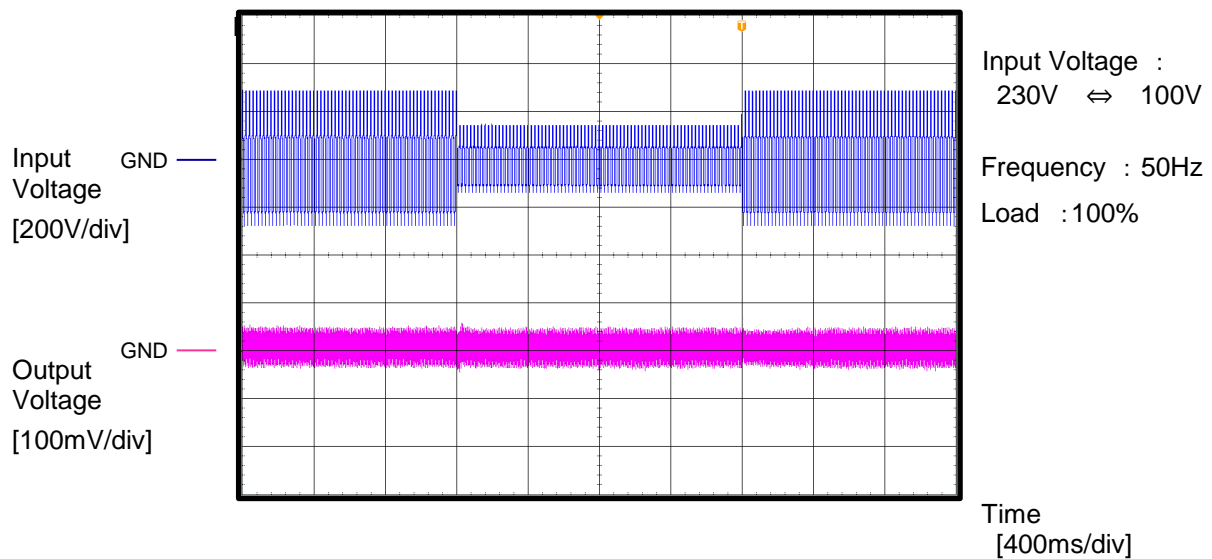 T
Input Voltage :
230V ⇔ 100V
Input
Voltage
[200V/div]
GND
Frequency : 50Hz
Load :100%
GND
Output
Voltage
[100mV/div]
Time
[400ms/div]